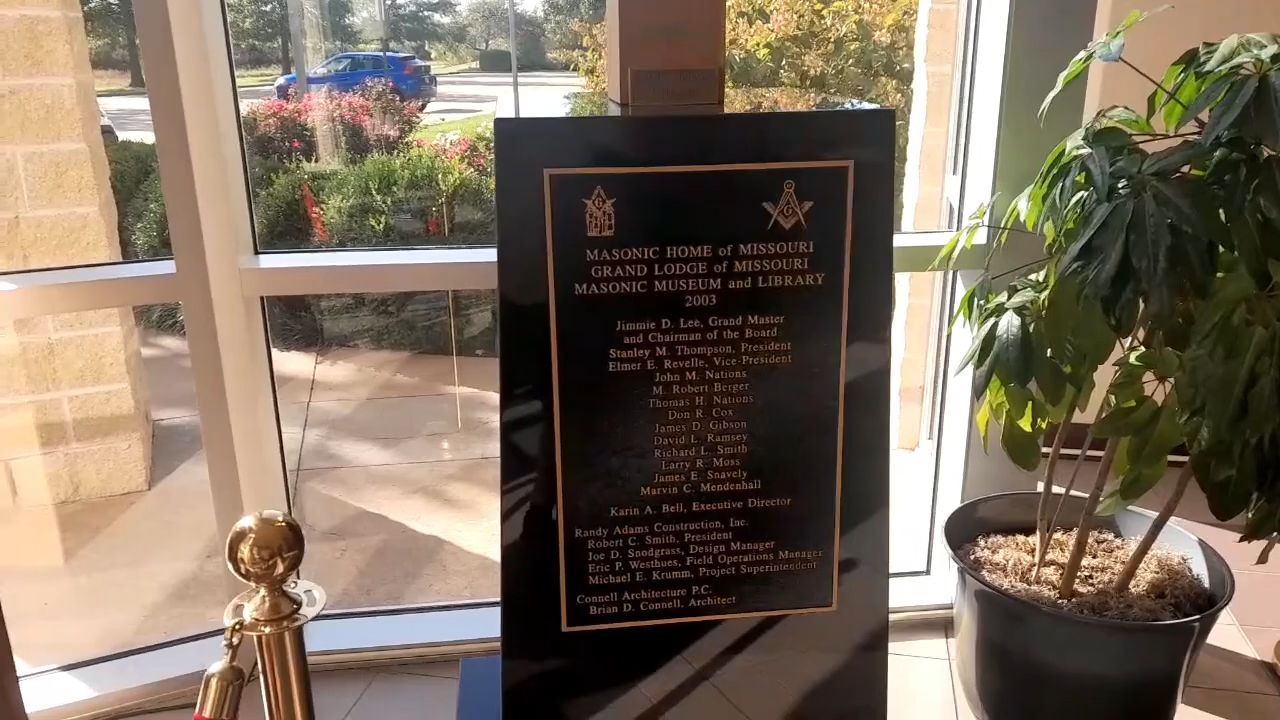 G
G
MASONIC HOME of MISSOURI
GRAND LODGE of MISSOURI
MASONIC MUSEUM and LIBRARY
2003
Jimmie D. Lee, Grand Master
and Chairman of the Board
Stanley M. Thompson, President
Elmer E. Revelle, Vice-President
John M. Nations
M. Robert Berger
Thomas H. Nations
Don R. Cox
James D. Gibson
David L. Ramsey
Richard L. Smith
Larry R. Moss
James E. Snavely
Marvin C. Mendenhall
Karin A. Bell, Executive Director
Randy Adams Construction, Inc.
Robert C. Smith, President
Joe D. Snodgrass, Design Manager
Eric P. Westhues, Field Operations Manager
Michael E. Krumm, Project Superintendent
Connell Architecture P.C.
Brian D. Connell, Architect